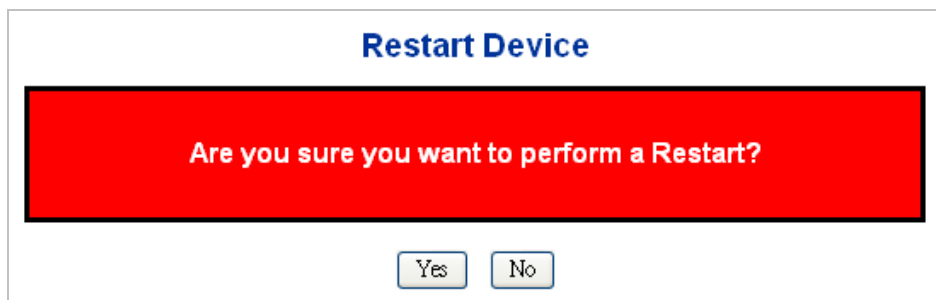 Restart Device
Are you sure you want to perform a Restart?
Yes No